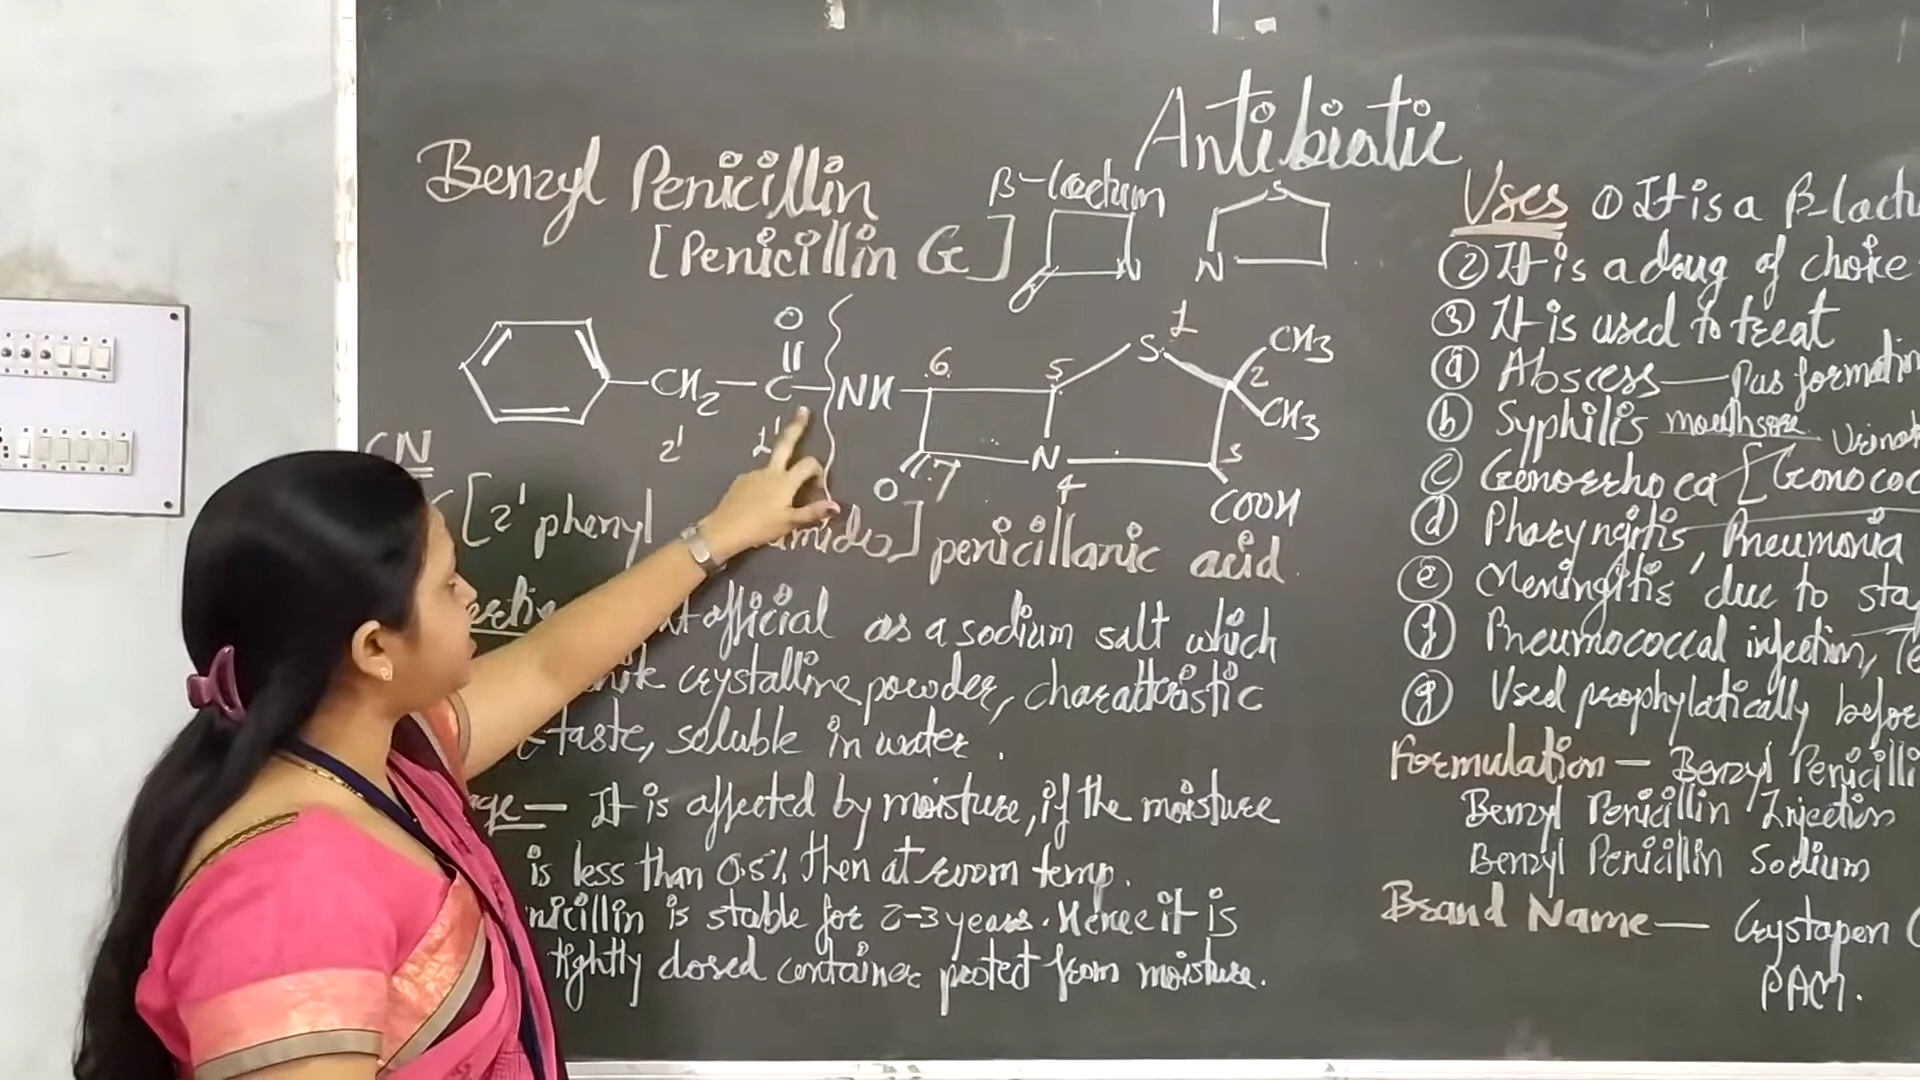 Antibiotic
Benzyl Penicillin
[Penicillin G]
β-lactum
N
S
N
O
CH2 C NH
2' 1'
6 5 S 1
CH3
2
CH3
O 7 N 4 3
COOH
CN
[2' phenyl amido] penicillanic acid.
official as a sodium salt which
crystalline powder, charactteristic
taste, soluble in water.
age — It is affected by moisture, if the moisture
is less than 0.5% then at room temp.
nicillin is stable for 2-3 years. Hence it is
tightly closed container protect from moisture.
Uses ① It is a β-lactu
② It is a drug of choice
③ It is used to treat
ⓐ Abscess — Pus formation
ⓑ Syphilis mouthsore
ⓒ Gonorrhoea [Gonococ
ⓓ Pharyngitis, Pneumonia
ⓔ Meningitis due to sta
ⓕ Pneumococcal injection,
ⓖ Used prophylatically befor
Formulation — Benzyl Penicilli
Benzyl Penicillin Injection
Benzyl Penicillin Sodium
Brand Name — Crystapen
PAM.